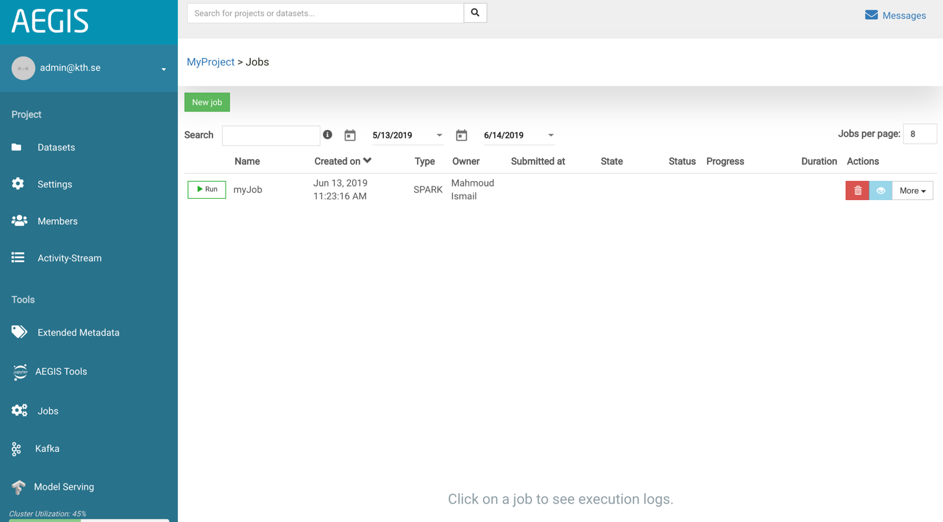 AEGIS
Search for projects or datasets...
Messages
admin@kth.se
MyProject > Jobs
New job
Project
Search
5/13/2019
6/14/2019
Jobs per page: 8
Datasets
Name Created on Type Owner Submitted at State Status Progress Duration Actions
Settings
Run myJob Jun 13, 2019 11:23:16 AM SPARK Mahmoud Ismail More
Members
Activity-Stream
Tools
Extended Metadata
AEGIS Tools
Jobs
Kafka
Model Serving
Click on a job to see execution logs.
Cluster Utilization: 45%